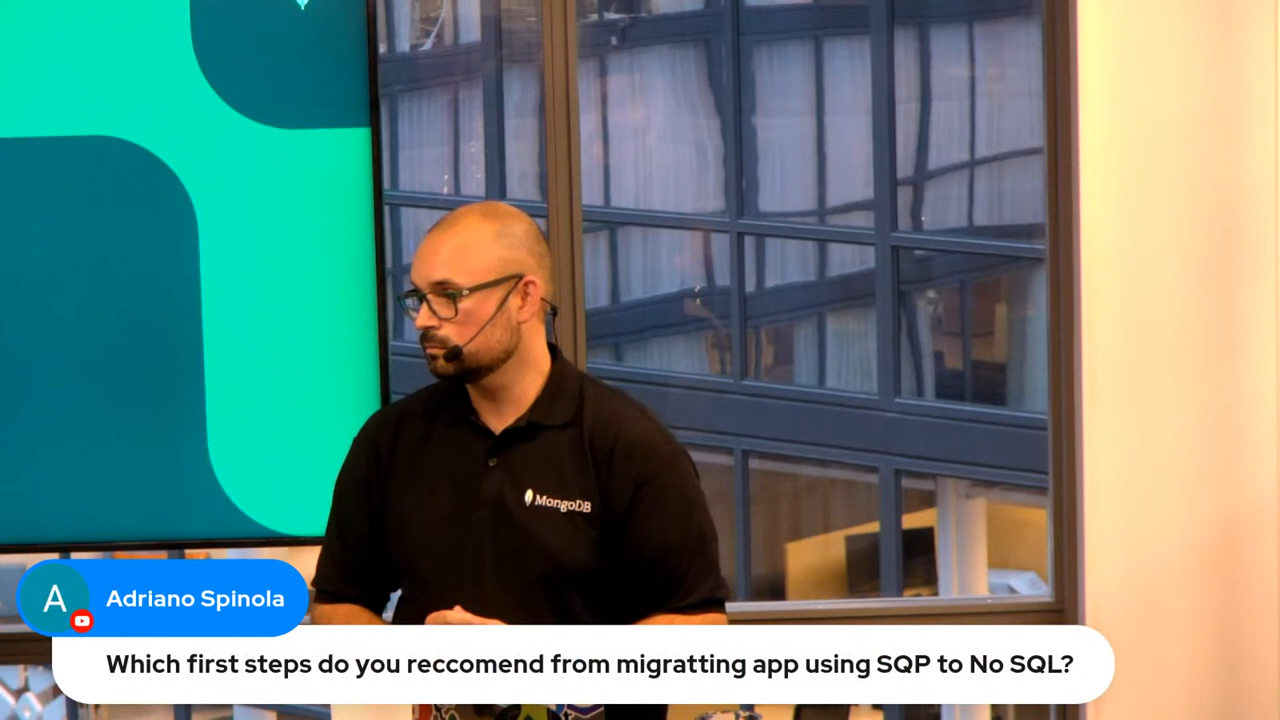 MongoDB
A
Adriano Spinola
Which first steps do you reccomend from migratting app using SQP to No SQL?